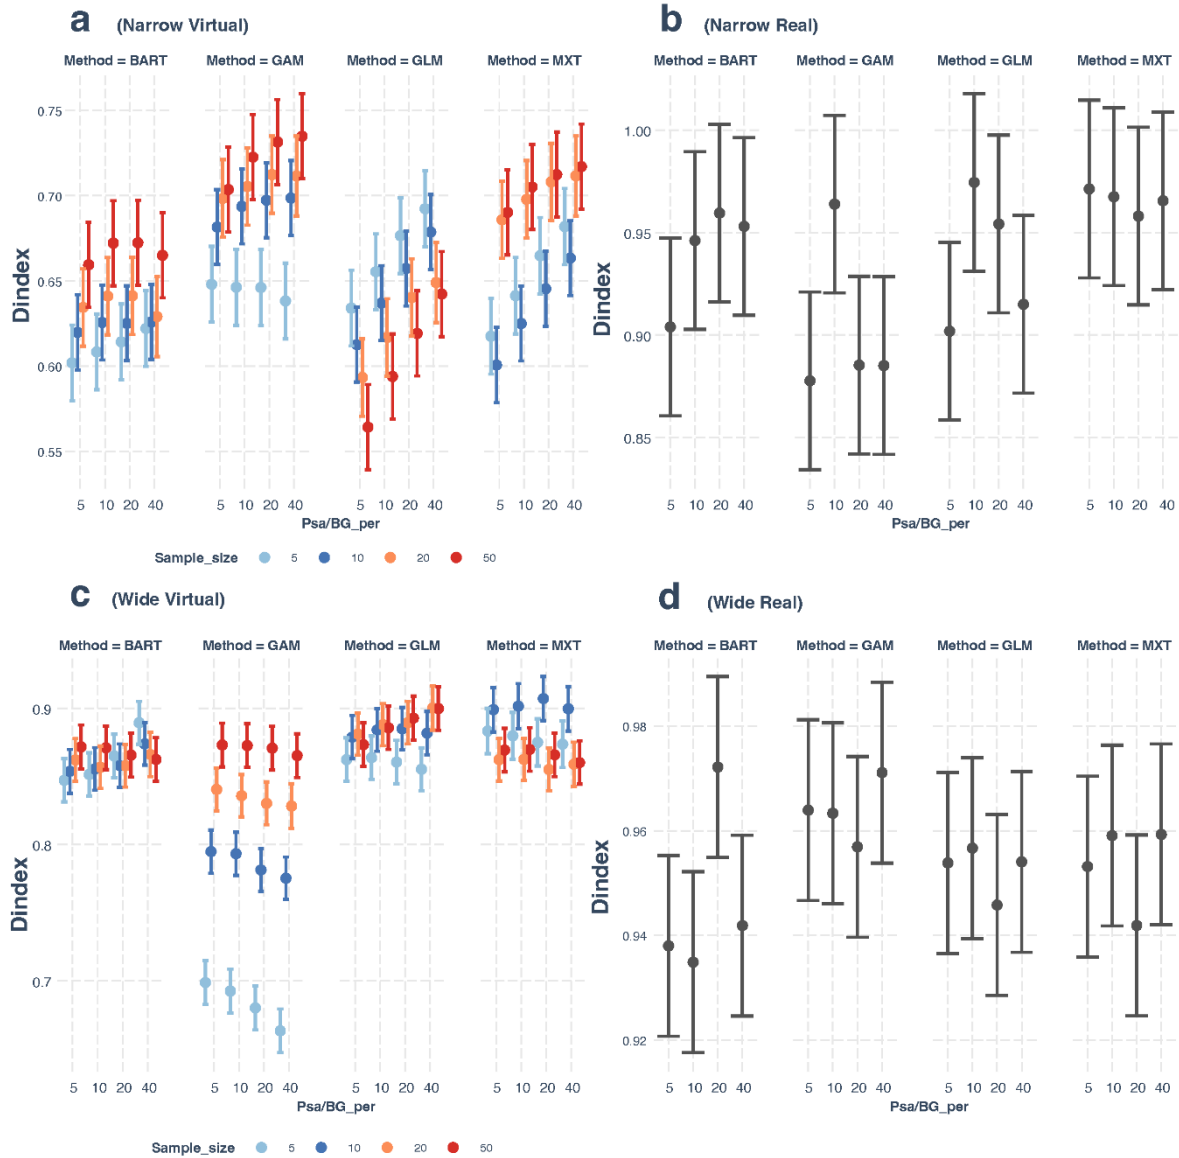 a (Narrow Virtual)
Method = BART Method = GAM Method = GLM Method = MXT
0.75
0.70
0.65
0.60
0.55
Dindex
5 10 20 40 5 10 20 40 5 10 20 40 5 10 20 40
Psa/BG_per
Sample_size 5 10 20 50
b (Narrow Real)
Method = BART Method = GAM Method = GLM Method = MXT
1.00
0.95
0.90
0.85
Dindex
5 10 20 40 5 10 20 40 5 10 20 40 5 10 20 40
Psa/BG_per
c (Wide Virtual)
Method = BART Method = GAM Method = GLM Method = MXT
0.9
0.8
0.7
Dindex
5 10 20 40 5 10 20 40 5 10 20 40 5 10 20 40
Psa/BG_per
Sample_size 5 10 20 50
d (Wide Real)
Method = BART Method = GAM Method = GLM Method = MXT
0.98
0.96
0.94
0.92
Dindex
5 10 20 40 5 10 20 40 5 10 20 40 5 10 20 40
Psa/BG_per